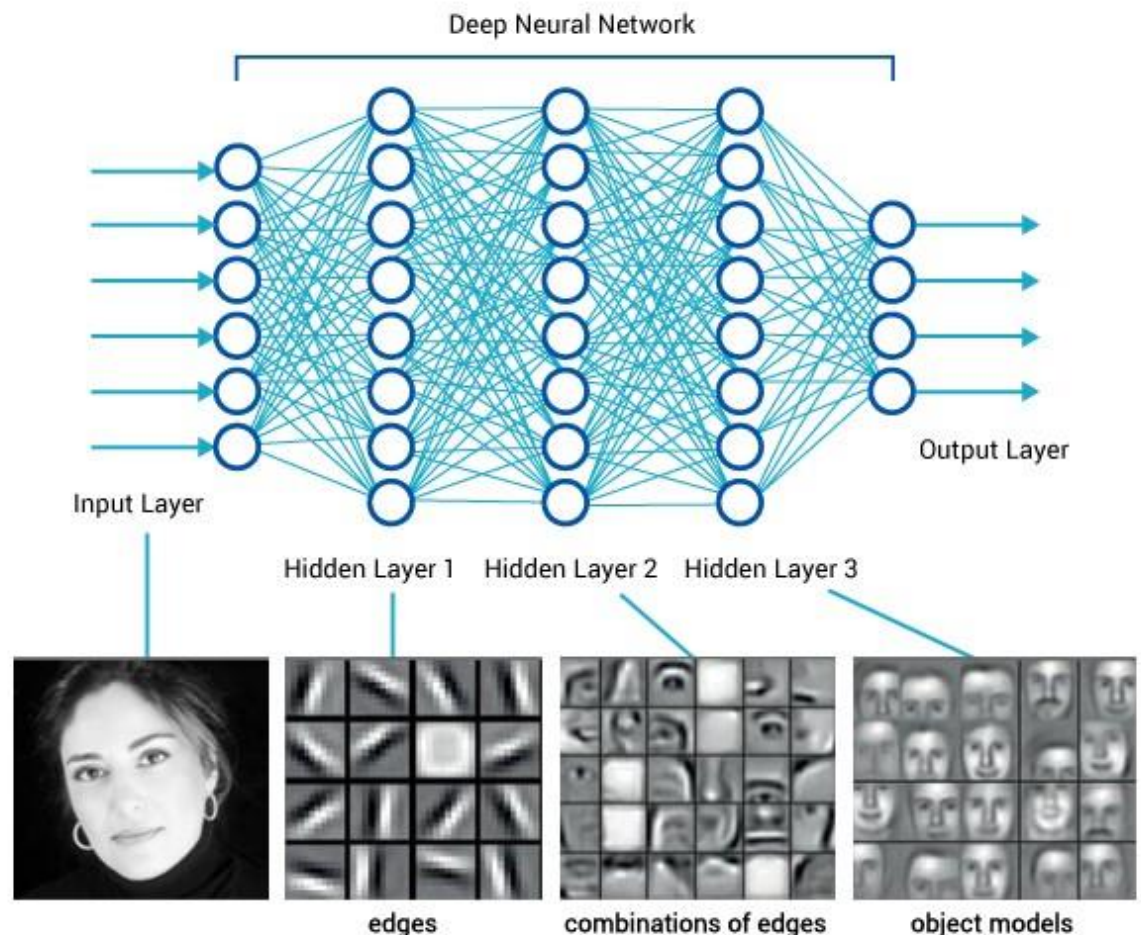 Deep Neural Network
Input Layer
Output Layer
Hidden Layer 1
Hidden Layer 2
Hidden Layer 3
edges
combinations of edges
object models